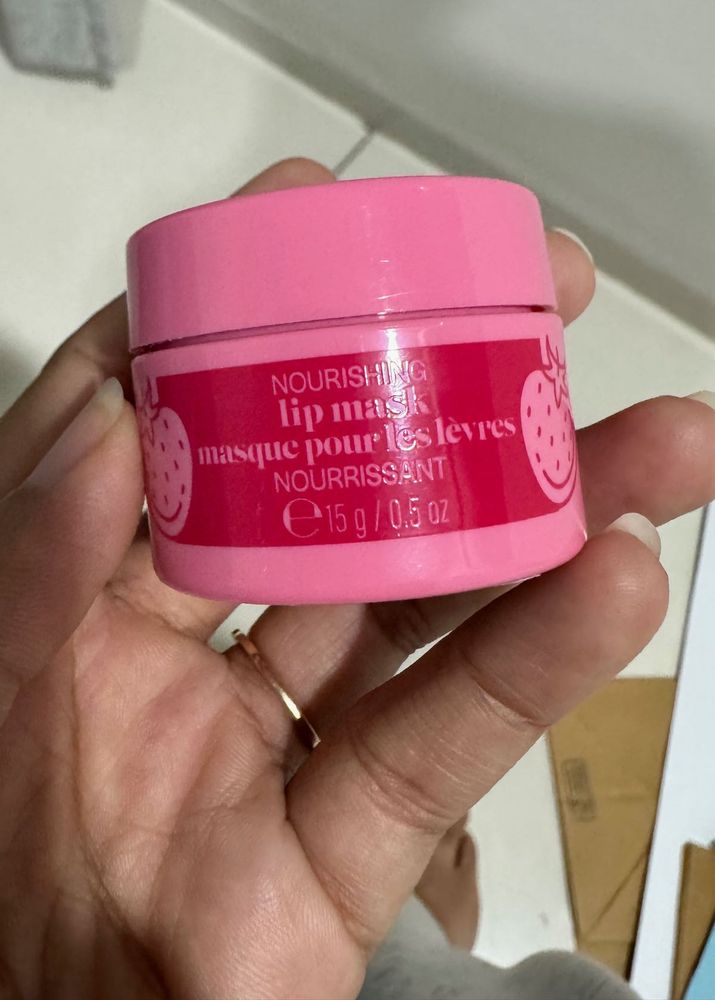 NOURISHING
lip mask
masque pour les lèvres
NOURRISSANT
℮ 15 g / 0.5 oz